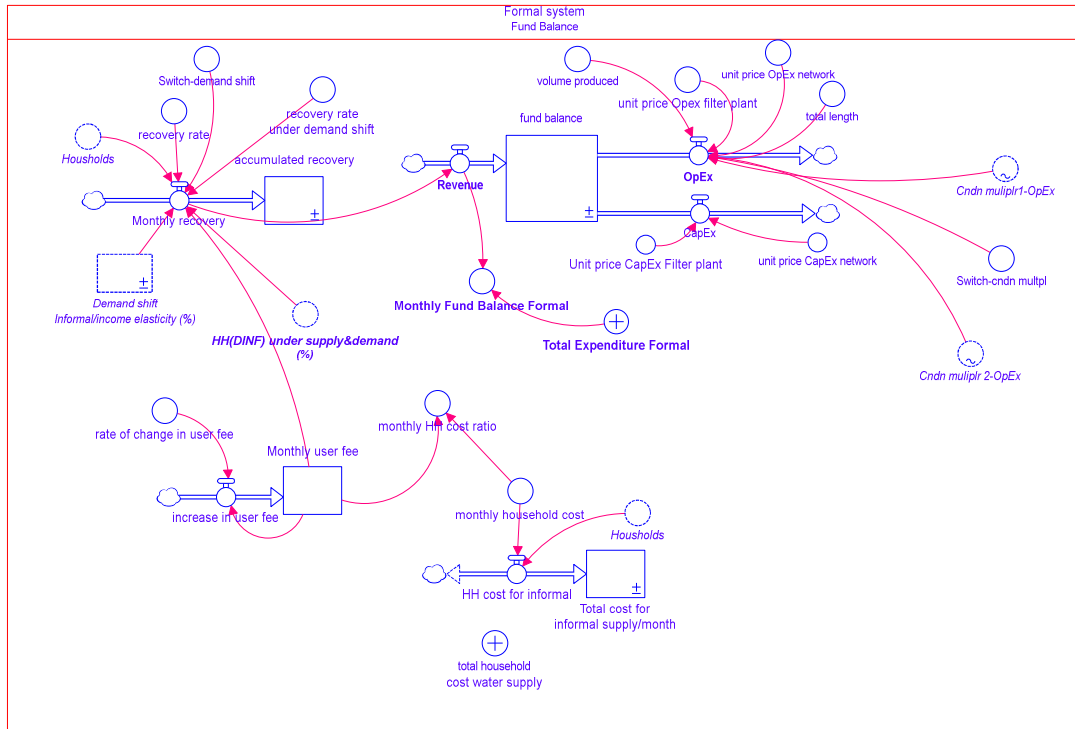 Formal system
Fund Balance
Switch-demand shift
volume produced
unit price OpEx network
unit price Opex filter plant
total length
recovery rate
under demand shift
recovery rate
fund balance
Housholds
accumulated recovery
Revenue
OpEx
Cndn muliplr1-OpEx
Monthly recovery
CapEx
Unit price CapEx Filter plant
unit price CapEx network
Switch-cndn multpl
Demand shift
Informal/income elasticity (%)
Monthly Fund Balance Formal
HH(DINF) under supply&demand
(%)
Total Expenditure Formal
Cndn muliplr 2-OpEx
rate of change in user fee
monthly HH cost ratio
Monthly user fee
increase in user fee
monthly household cost
Housholds
HH cost for informal
Total cost for
informal supply/month
total household
cost water supply